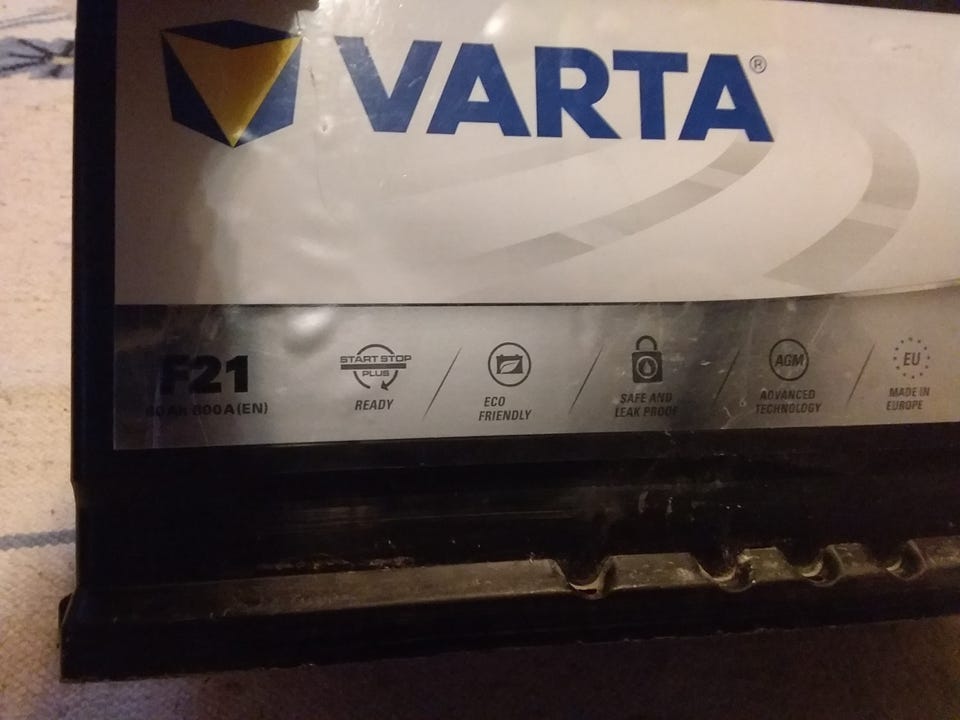 VARTA®
F21
80Ah 800A(EN)
START STOP
PLUS
READY
ECO
FRIENDLY
SAFE AND
LEAK PROOF
AGM
ADVANCED
TECHNOLOGY
EU
MADE IN
EUROPE